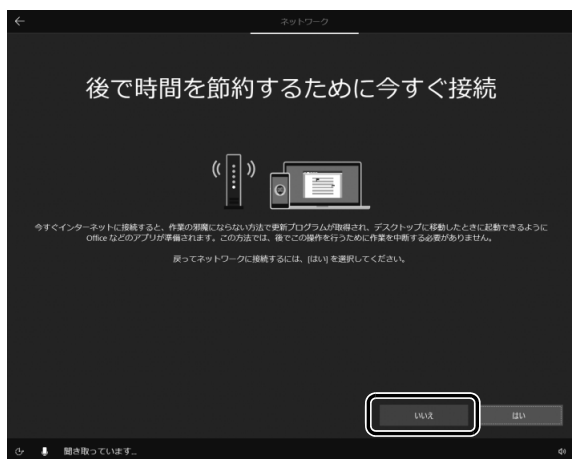 ネットワーク
後で時間を節約するために今すぐ接続
今すぐインターネットに接続すると、作業の邪魔にならない方法で更新プログラムが取得され、デスクトップに移動したときに起動できるように
Office などのアプリが準備されます。この方法では、後でこの操作を行うために作業を中断する必要がありません。
戻ってネットワークに接続するには、[はい] を選択してください。
いいえ
はい
聞き取っています...